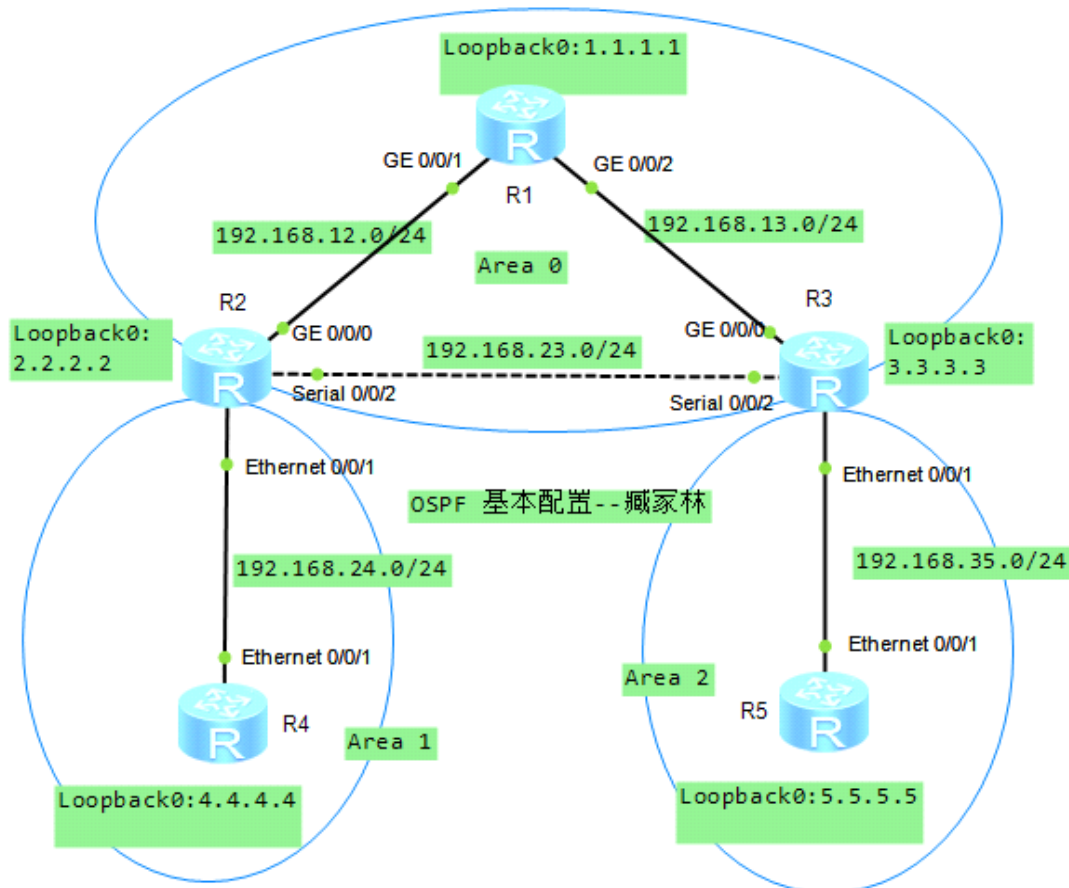 Loopback0:1.1.1.1
R
GE 0/0/1
GE 0/0/2
R1
192.168.12.0/24
192.168.13.0/24
Area 0
R2
R3
Loopback0:
2.2.2.2
R
GE 0/0/0
GE 0/0/0
R
Loopback0:
3.3.3.3
192.168.23.0/24
Serial 0/0/2
Serial 0/0/2
Ethernet 0/0/1
Ethernet 0/0/1
OSPF 基本配置--臧家林
192.168.24.0/24
192.168.35.0/24
Ethernet 0/0/1
Ethernet 0/0/1
Area 2
R
R4
R5
R
Area 1
Loopback0:4.4.4.4
Loopback0:5.5.5.5